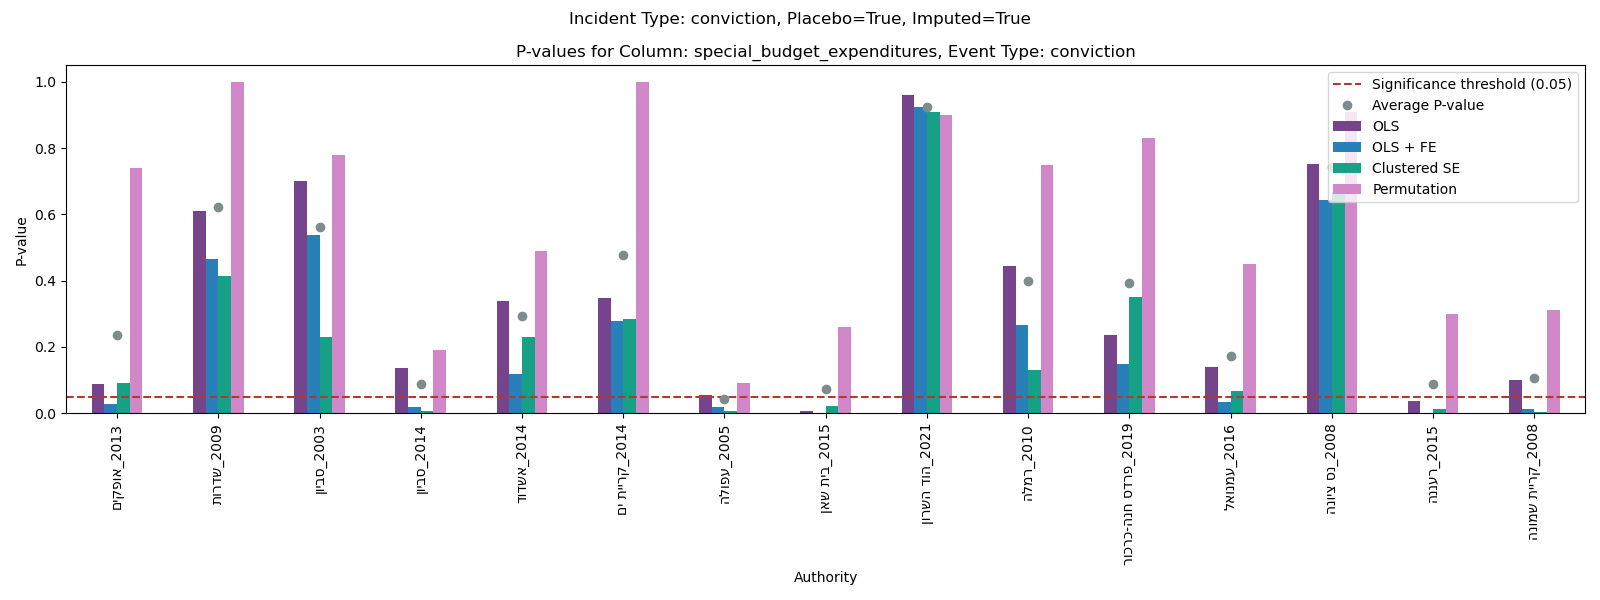 Incident Type: conviction, Placebo=True, Imputed=True
P-values for Column: special_budget_expenditures, Event Type: conviction
Significance threshold (0.05)
Average P-value
OLS
OLS + FE
Clustered SE
Permutation
P-value
1.0
0.8
0.6
0.4
0.2
0.0
אופקים_2013
שדרות_2009
סביון_2003
סביון_2014
אשדוד_2014
קריית ים_2014
עפולה_2005
בית שאן_2015
הוד השרון_2021
רמלה_2010
פרדס חנה-כרכור_2019
עמנואל_2016
נס ציונה_2008
רעננה_2015
קריית שמונה_2008
Authority